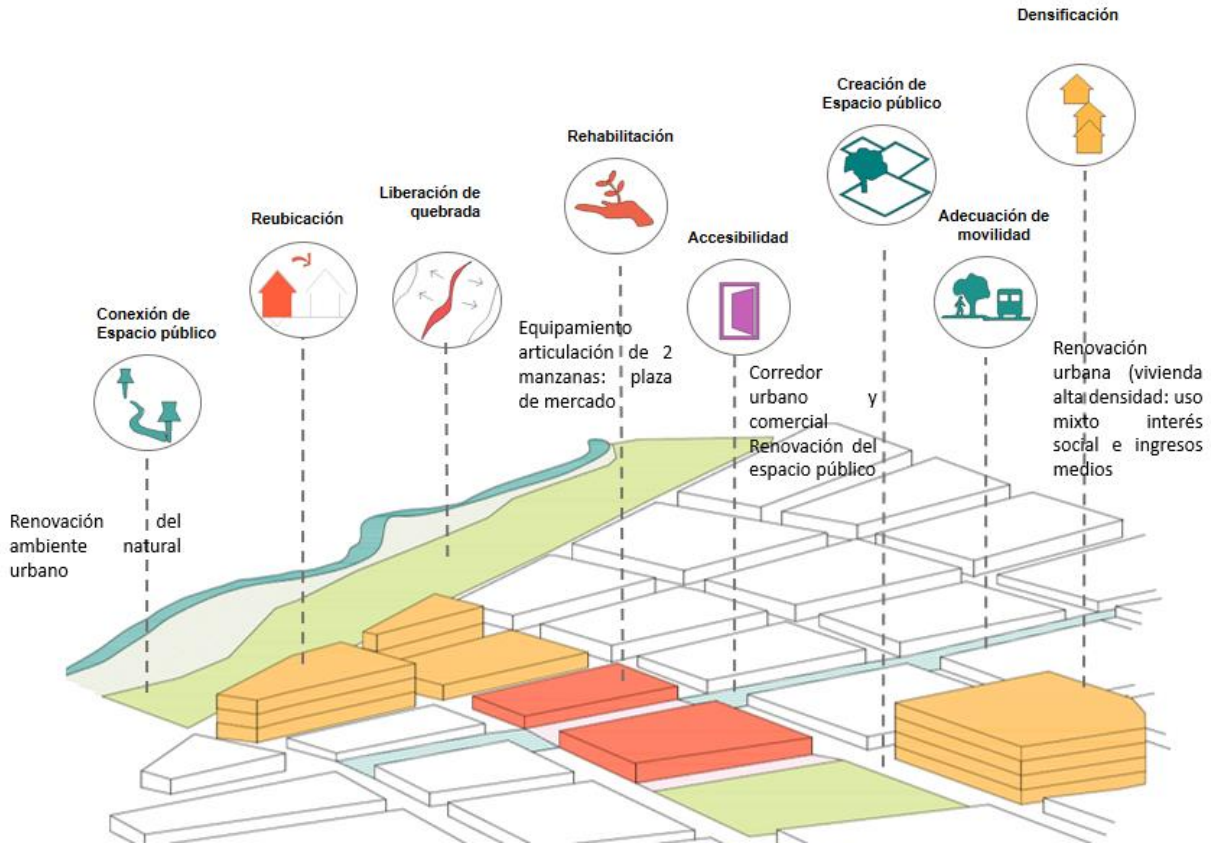 Densificación
Creación de
Espacio público
Rehabilitación
Liberación de
quebrada
Adecuación de
movilidad
Reubicación
Accesibilidad
Conexión de
Espacio público
Equipamiento
articulación de 2
manzanas: plaza
de mercado
Corredor
urbano y
comercial
Renovación del
espacio público
Renovación
urbana (vivienda
alta densidad: uso
mixto interés
social e ingresos
medios
Renovación del
ambiente natural
urbano